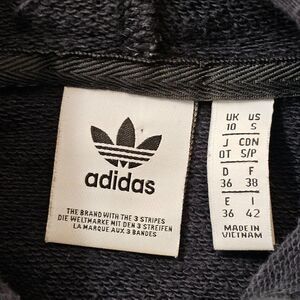 adidas
THE BRAND WITH THE 3 STRIPES
DIE WELTMARKE MIT DEN 3 STREIFEN
LA MARQUE AUX 3 BANDES
UK US
10 S
J CDN
OT S/P
D F
36 38
E I
36 42
MADE IN
VIETNAM